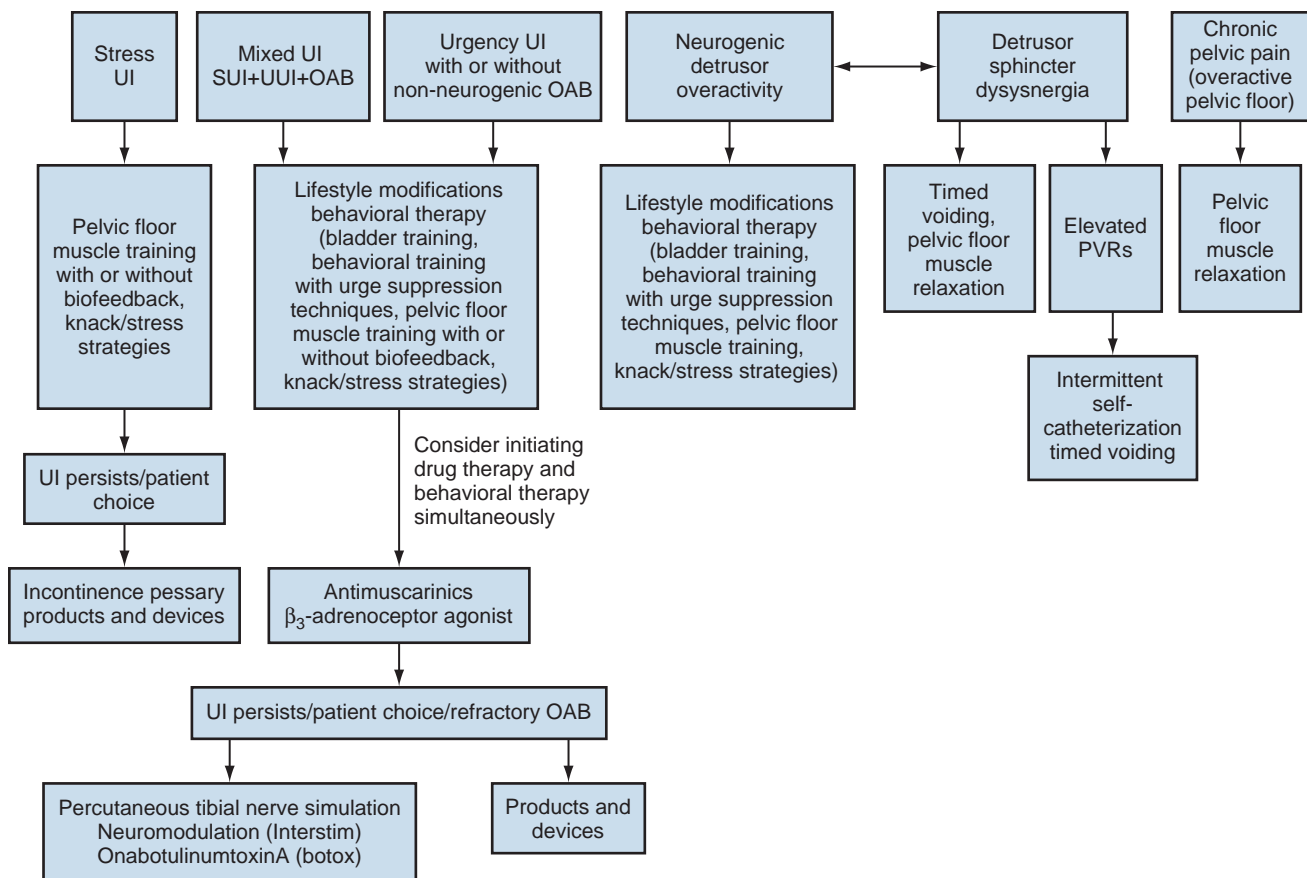 Stress
UI
Mixed UI
SUI+UUI+OAB
Urgency UI
with or without
non-neurogenic OAB
Neurogenic
detrusor
overactivity
Detrusor
sphincter
dysysnergia
Chronic
pelvic pain
(overactive
pelvic floor)
Pelvic floor
muscle training
with or without
biofeedback,
knack/stress
strategies
Lifestyle modifications
behavioral therapy
(bladder training,
behavioral training
with urge suppression
techniques, pelvic floor
muscle training with or
without biofeedback,
knack/stress strategies)
Lifestyle modifications
behavioral therapy
(bladder training,
behavioral training
with urge suppression
techniques, pelvic floor
muscle training,
knack/stress strategies)
Timed
voiding,
pelvic floor
muscle
relaxation
Elevated
PVRs
Pelvic
floor
muscle
relaxation
Intermittent
self-
catheterization
timed voiding
UI persists/patient
choice
Consider initiating
drug therapy and
behavioral therapy
simultaneously
Incontinence pessary
products and devices
Antimuscarinics
β₃-adrenoceptor agonist
UI persists/patient choice/refractory OAB
Percutaneous tibial nerve simulation
Neuromodulation (Interstim)
OnabotulinumtoxinA (botox)
Products and
devices